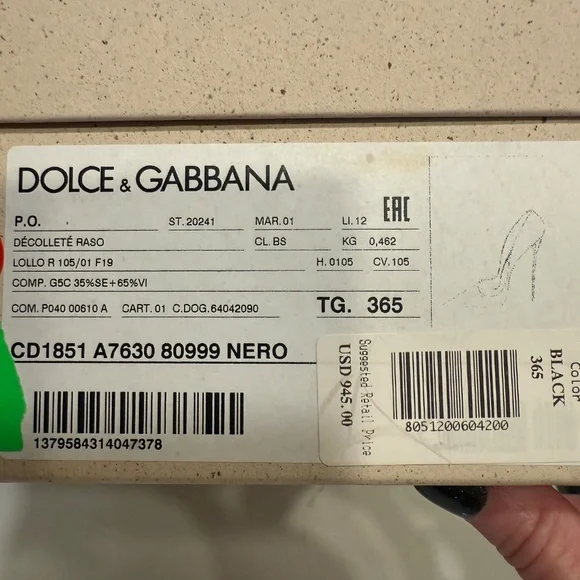 DOLCE & GABBANA
P.O. ST. 20241 MAR. 01 LI. 12 EAC
DÉCOLLETÉ RASO CL. BS KG 0,462
LOLLO R 105/01 F19 H. 0105 CV. 105
COMP. G5C 35%SE+65%VI
COM. P040 00610 A CART. 01 C.DOG. 64042090 TG. 365
CD1851 A7630 80999 NERO
1379584314047378
Suggested Retail Price
USD 945.00
8051200604200
Color
BLACK
365